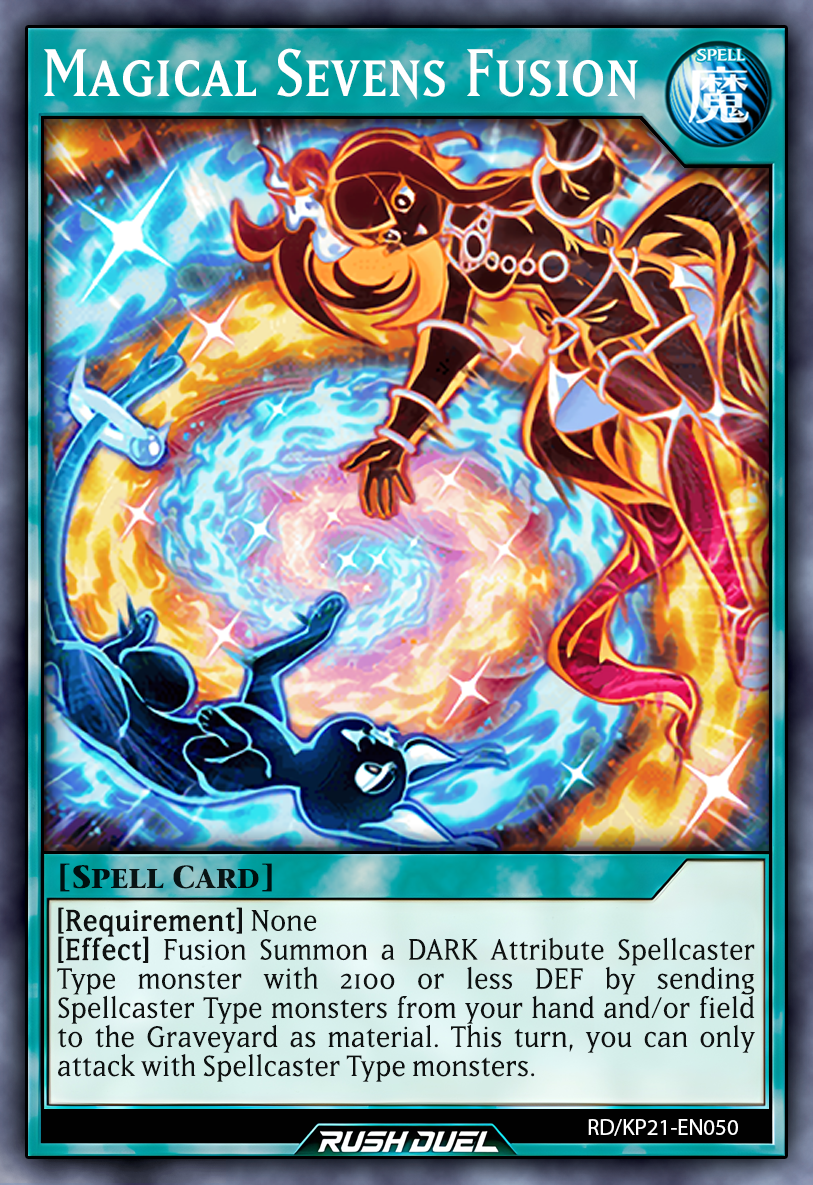 Magical Sevens Fusion
SPELL
魔
[Spell Card]
[Requirement] None
[Effect] Fusion Summon a DARK Attribute Spellcaster
Type monster with 2100 or less DEF by sending
Spellcaster Type monsters from your hand and/or field
to the Graveyard as material. This turn, you can only
attack with Spellcaster Type monsters.
RD/KP21-EN050
RUSH DUEL